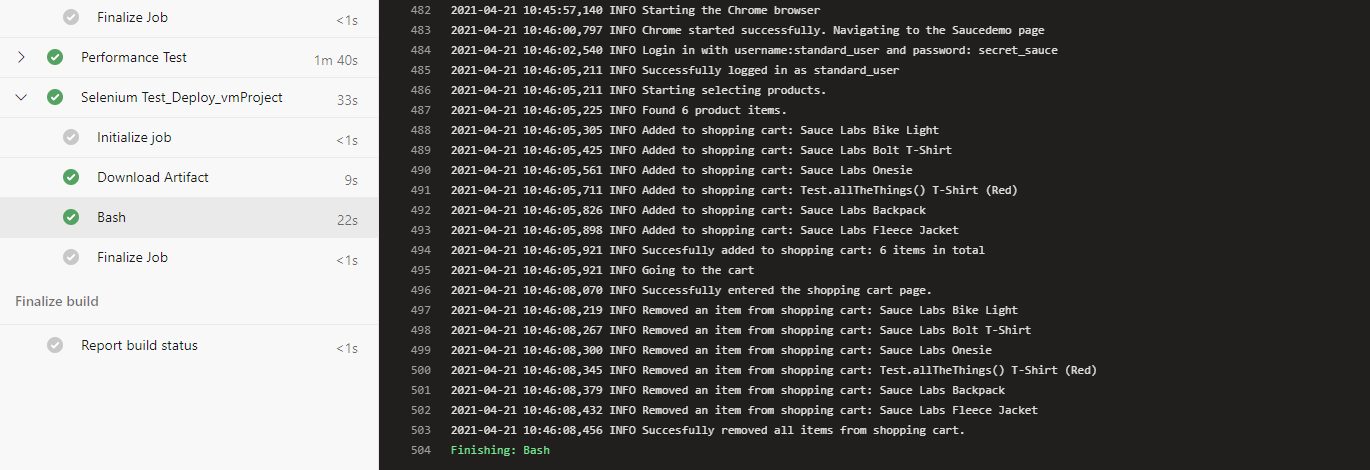 Finalize Job <1s
Performance Test 1m 40s
Selenium Test_Deploy_vmProject 33s
Initialize job <1s
Download Artifact 9s
Bash 22s
Finalize Job <1s
Finalize build
Report build status <1s
482 2021-04-21 10:45:57,140 INFO Starting the Chrome browser
483 2021-04-21 10:46:00,797 INFO Chrome started successfully. Navigating to the Saucedemo page
484 2021-04-21 10:46:02,540 INFO Login in with username:standard_user and password: secret_sauce
485 2021-04-21 10:46:05,211 INFO Successfully logged in as standard_user
486 2021-04-21 10:46:05,211 INFO Starting selecting products.
487 2021-04-21 10:46:05,225 INFO Found 6 product items.
488 2021-04-21 10:46:05,305 INFO Added to shopping cart: Sauce Labs Bike Light
489 2021-04-21 10:46:05,425 INFO Added to shopping cart: Sauce Labs Bolt T-Shirt
490 2021-04-21 10:46:05,561 INFO Added to shopping cart: Sauce Labs Onesie
491 2021-04-21 10:46:05,711 INFO Added to shopping cart: Test.allTheThings() T-Shirt (Red)
492 2021-04-21 10:46:05,826 INFO Added to shopping cart: Sauce Labs Backpack
493 2021-04-21 10:46:05,898 INFO Added to shopping cart: Sauce Labs Fleece Jacket
494 2021-04-21 10:46:05,921 INFO Succesfully added to shopping cart: 6 items in total
495 2021-04-21 10:46:05,921 INFO Going to the cart
496 2021-04-21 10:46:08,070 INFO Successfully entered the shopping cart page.
497 2021-04-21 10:46:08,219 INFO Removed an item from shopping cart: Sauce Labs Bike Light
498 2021-04-21 10:46:08,267 INFO Removed an item from shopping cart: Sauce Labs Bolt T-Shirt
499 2021-04-21 10:46:08,300 INFO Removed an item from shopping cart: Sauce Labs Onesie
500 2021-04-21 10:46:08,345 INFO Removed an item from shopping cart: Test.allTheThings() T-Shirt (Red)
501 2021-04-21 10:46:08,379 INFO Removed an item from shopping cart: Sauce Labs Backpack
502 2021-04-21 10:46:08,432 INFO Removed an item from shopping cart: Sauce Labs Fleece Jacket
503 2021-04-21 10:46:08,456 INFO Succesfully removed all items from shopping cart.
504 Finishing: Bash